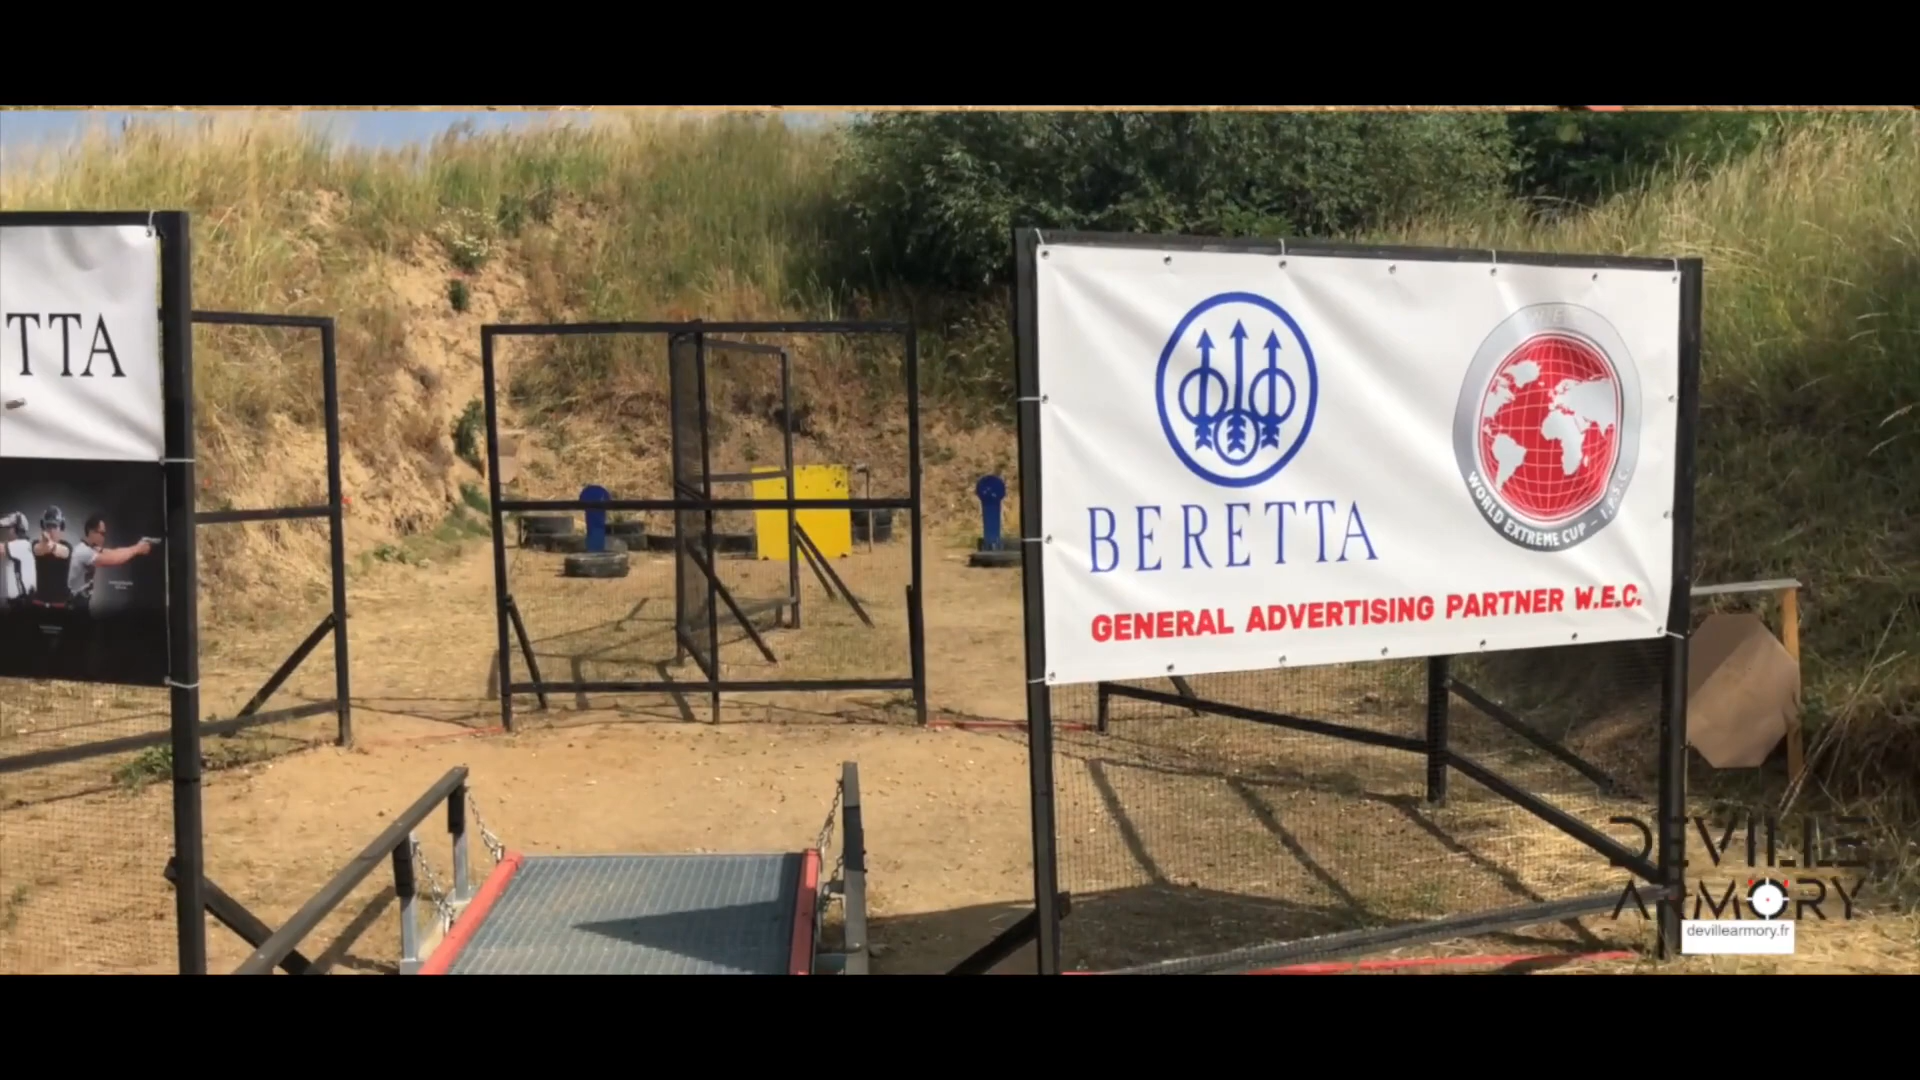 TTA
BERETTA
WORLD EXTREME CUP - I.P.S.C.
GENERAL ADVERTISING PARTNER W.E.C.
DEVILLE
ARMORY
devillearmory.fr